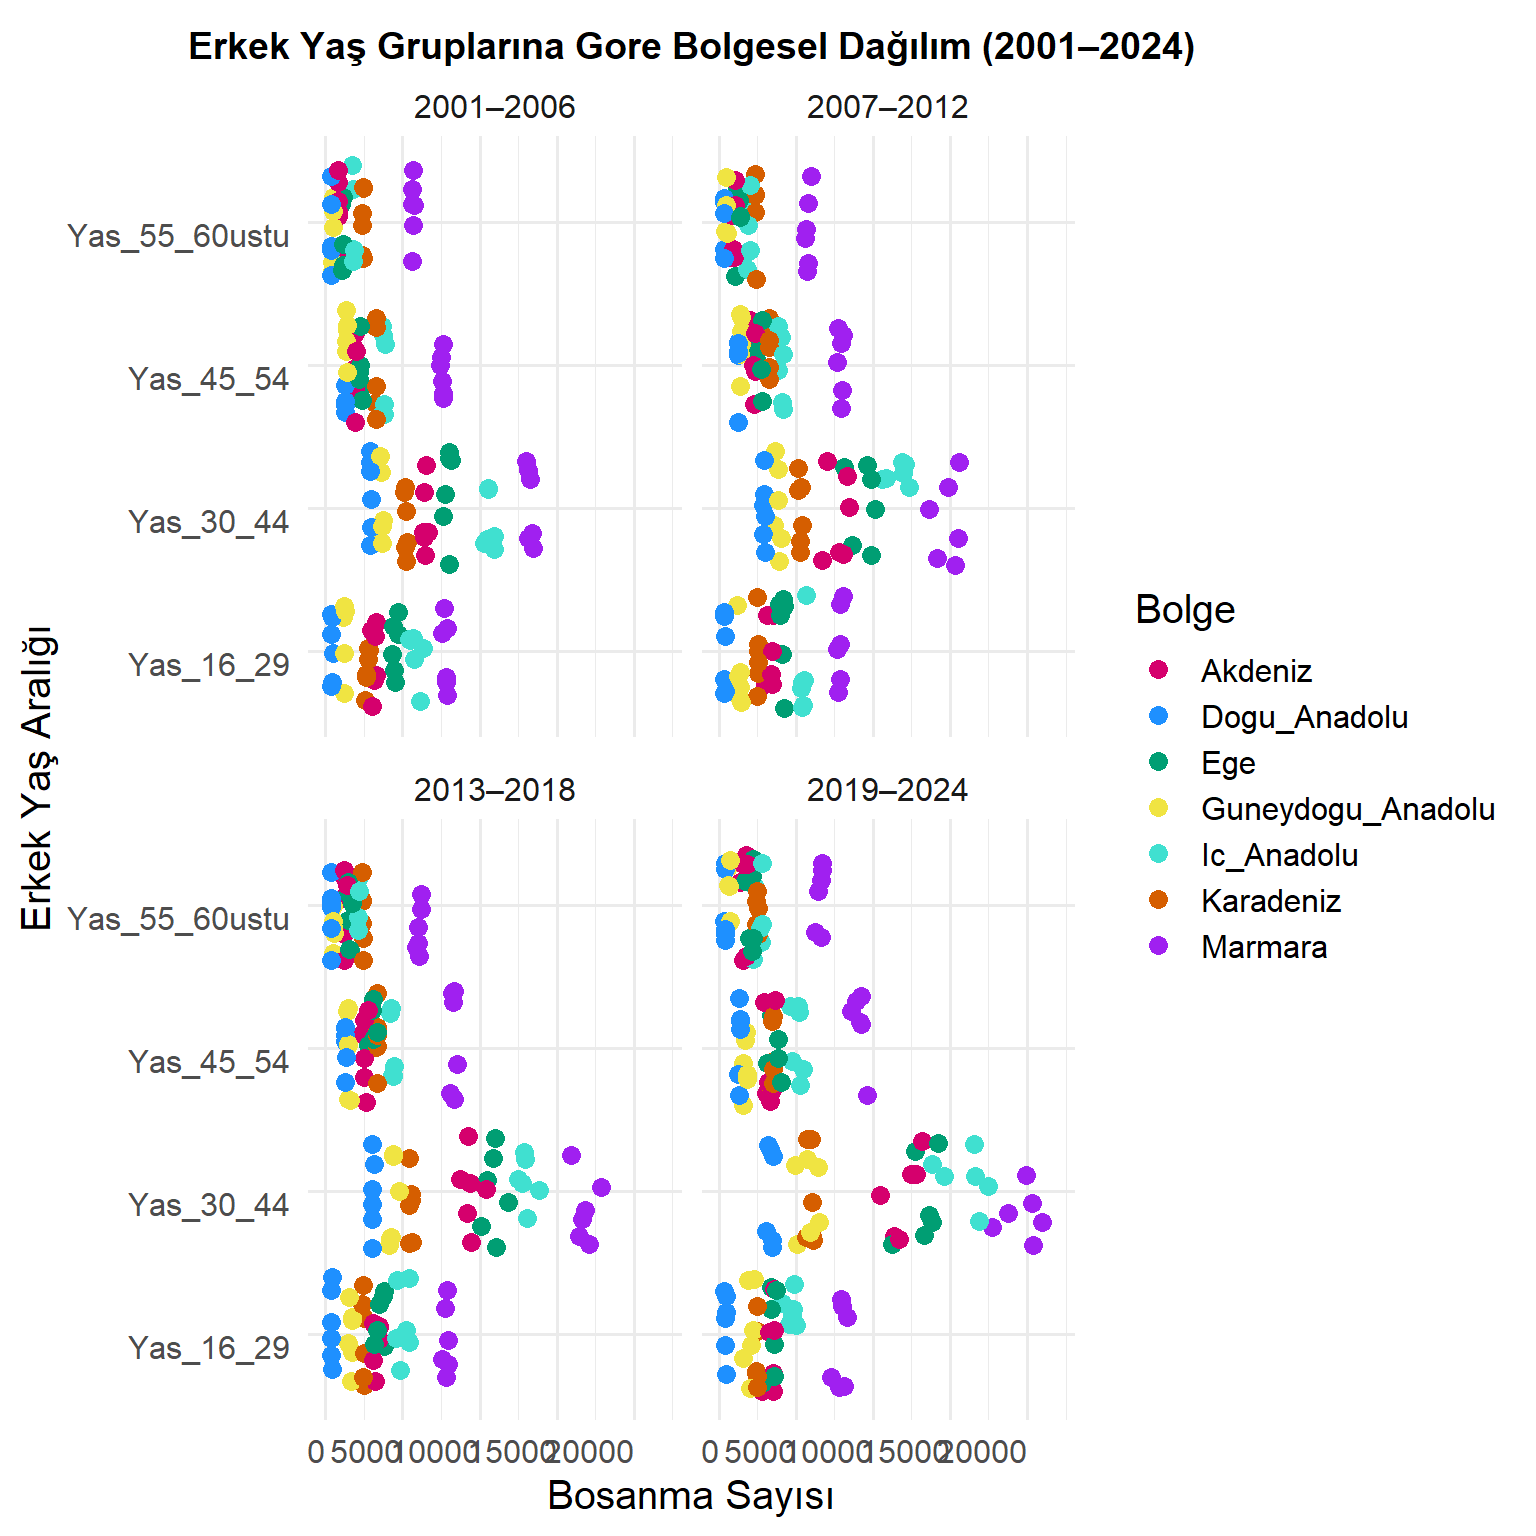 Erkek Yaş Gruplarına Gore Bolgesel Dağılım (2001–2024)
2001–2006
2007–2012
Yas_55_60ustu
Yas_45_54
Yas_30_44
Yas_16_29
2013–2018
2019–2024
Yas_55_60ustu
Yas_45_54
Yas_30_44
Yas_16_29
0 5000 10000 15000 20000
0 5000 10000 15000 20000
Bosanma Sayısı
Erkek Yaş Aralığı
Bolge
Akdeniz
Dogu_Anadolu
Ege
Guneydogu_Anadolu
Ic_Anadolu
Karadeniz
Marmara